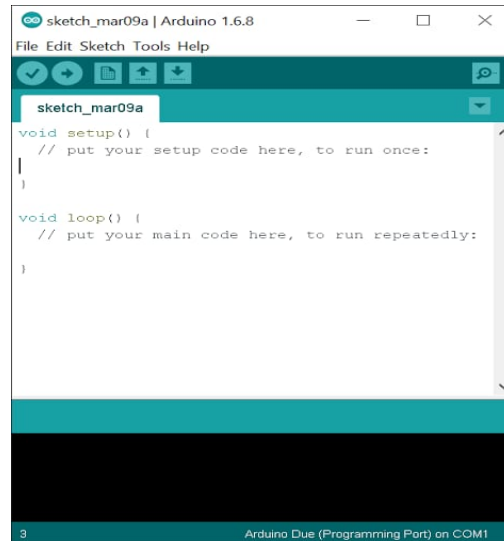 sketch_mar09a | Arduino 1.6.8
File Edit Sketch Tools Help
sketch_mar09a
void setup() {
  // put your setup code here, to run once:

}

void loop() {
  // put your main code here, to run repeatedly:

}
3 Arduino Due (Programming Port) on COM1